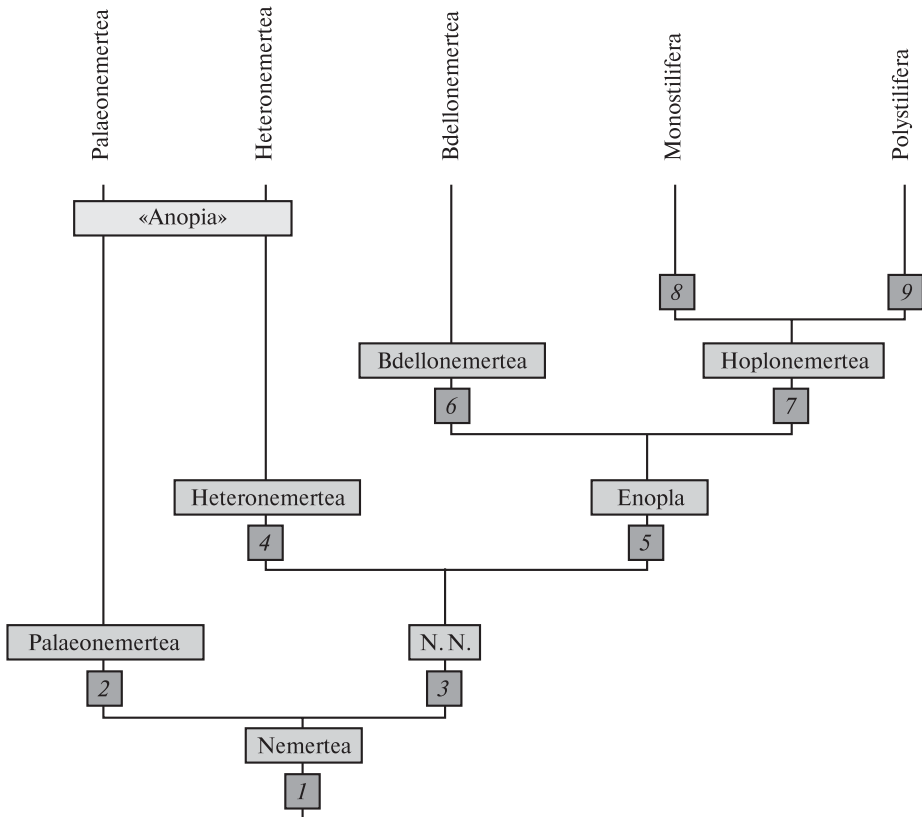 Palaeonemertea
Heteronemertea
Bdellonemertea
Monostilifera
Polystilifera
«Anopia»
8
9
Bdellonemertea
Hoplonemertea
6
7
Heteronemertea
Enopla
4
5
Palaeonemertea
N. N.
2
3
Nemertea
1